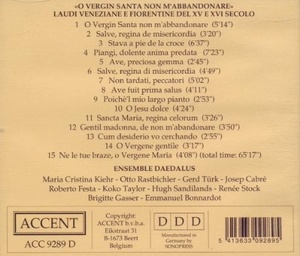 «O VERGIN SANTA NON M'ABBANDONARE»
LAUDI VENEZIANE E FIORENTINE DEL XV E XVI SECOLO
1 O Vergin Santa non m'abbandonare (5'14")
2 Salve, regina de misericordia (3'20")
3 Stava a pie de la croce (6'37")
4 Piangi, dolente anima predata (7'23")
5 Ave, preciosa gemma (2'45")
6 Salve, regina di misericordia (2'49")
7 Non tardati, peccatori (5'02")
8 Ave fuit prima salus (4'11")
9 Poiché'l mio largo pianto (2'53")
10 O Jesu dolce (4'24")
11 Sancta Maria, regina celorum (3'26")
12 Gentil madonna, de non m'abandonare (3'50")
13 Cum desiderio vo cerchando (2'55")
14 O Vergene gentile (3'17")
15 Ne le tue braze, o Vergene Maria (4'08") (total time: 65'17")
ENSEMBLE DAEDALUS
Maria Cristina Kiehr - Otto Rastbichler - Gerd Türk - Josep Cabré
Roberto Festa - Koko Taylor - Hugh Sandilands - Renée Stock
Brigitte Gasser - Emmanuel Bonnardot
ACCENT
ACC 9289 D
Copyright:
ACCENT b.v.b.a.
Eikstraat 31
B-1673 Beert
Belgium
D D D
Manufactured in
Germany by
SONOPRESS
5 413633 092895